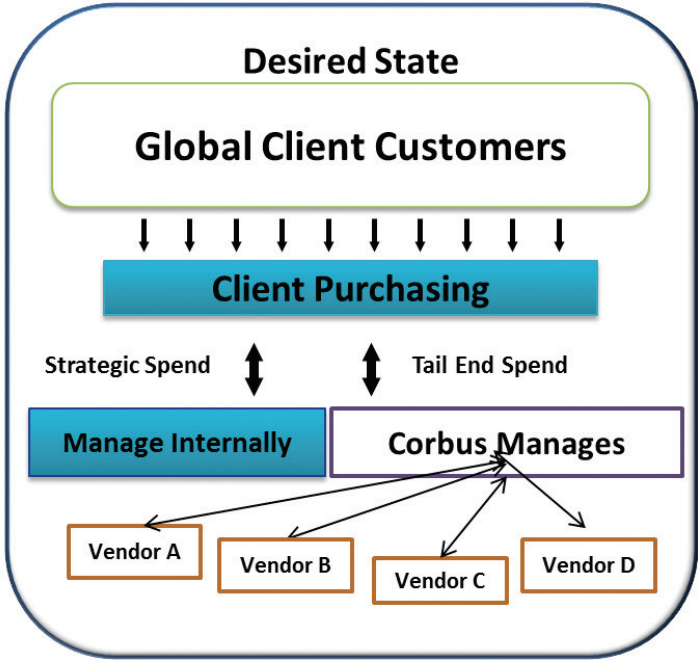 Desired State
Global Client Customers
Client Purchasing
Strategic Spend
Tail End Spend
Manage Internally
Corbus Manages
Vendor A
Vendor B
Vendor C
Vendor D